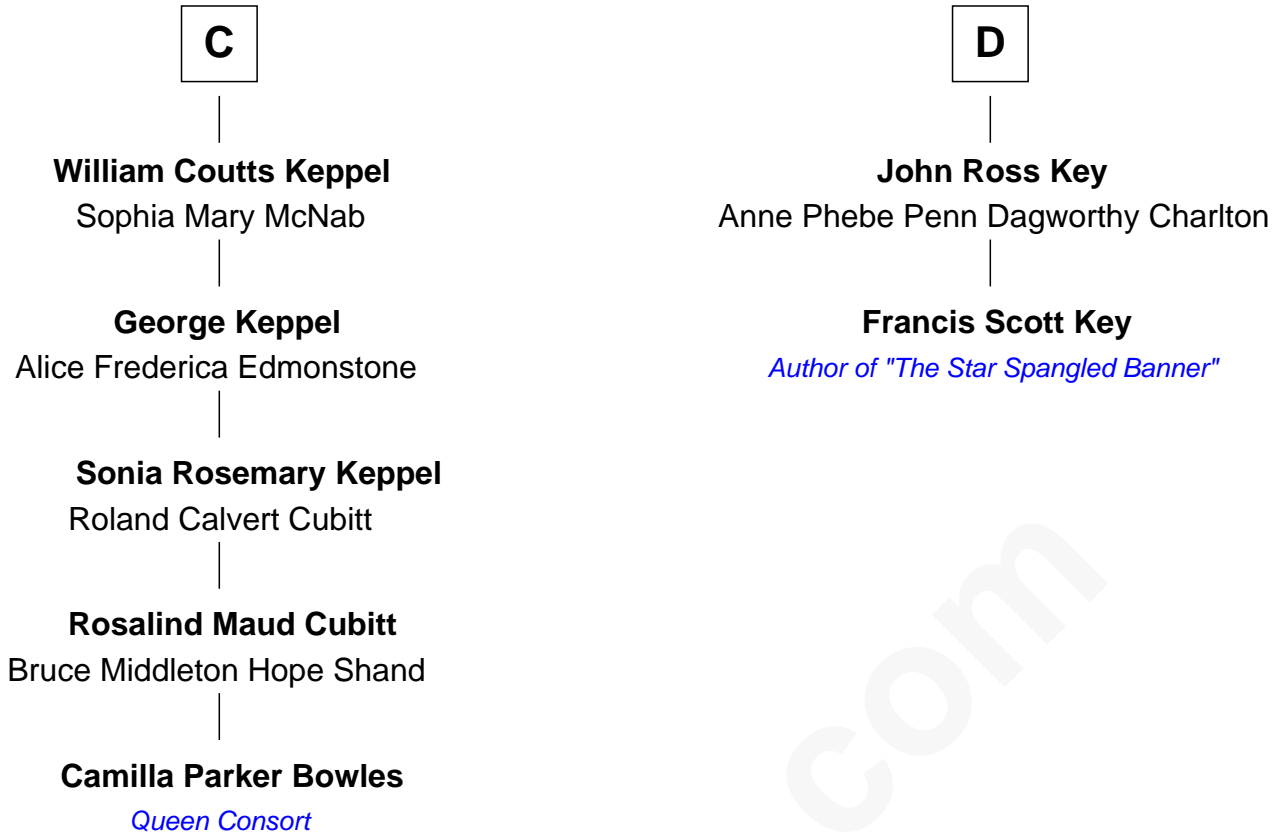 C
William Coutts Keppel
Sophia Mary McNab
George Keppel
Alice Frederica Edmonstone
Sonia Rosemary Keppel
Roland Calvert Cubitt
Rosalind Maud Cubitt
Bruce Middleton Hope Shand
Camilla Parker Bowles
Queen Consort
D
John Ross Key
Anne Phebe Penn Dagworthy Charlton
Francis Scott Key
Author of "The Star Spangled Banner"
com